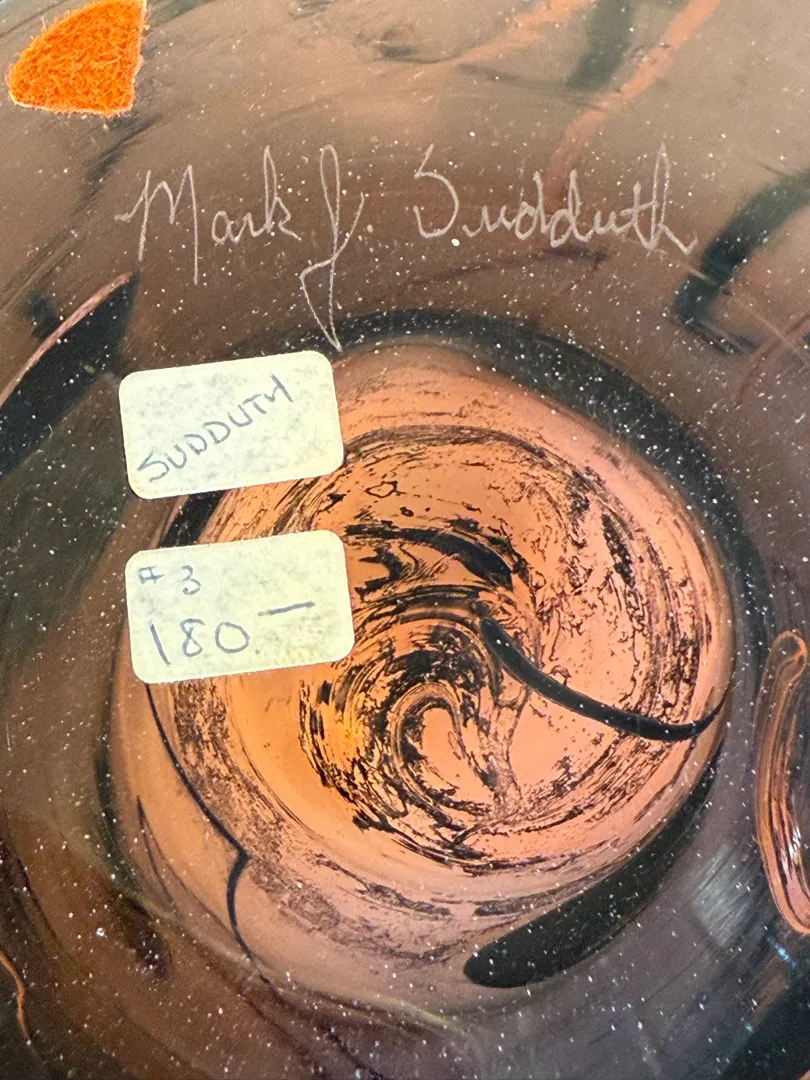 Mark J. Sudduth
SUDDUTH
#3
180.—